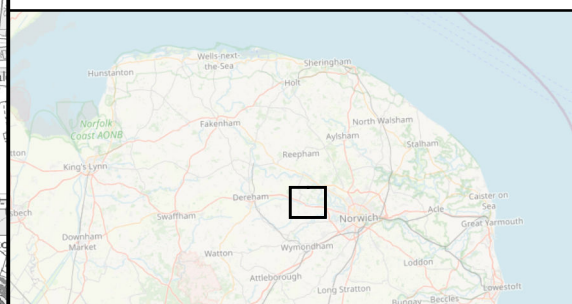 Wells-next
the-Sea
Sheringham
Hunstanton
Holt
Norfolk
Coast AONB
Fakenham
North Walsham
Aylsham
Stalham
Reepham
King's Lynn
Dereham
Caister on
Sea
Swaffham
Norwich
Acle
Great Yarmouth
Downham
Market
Watton
Wymondham
Loddon
Attleborough
Long Stratton
Lowestoft
Bungay
Beccles